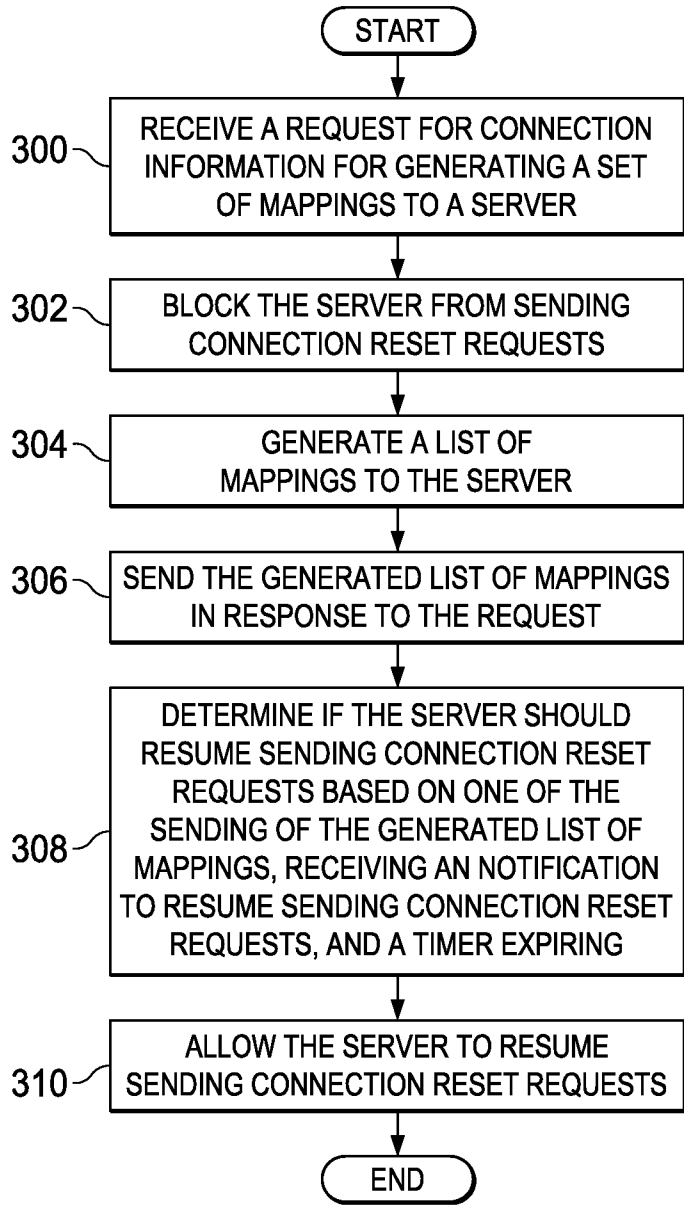 START
300
RECEIVE A REQUEST FOR CONNECTION
INFORMATION FOR GENERATING A SET
OF MAPPINGS TO A SERVER
302
BLOCK THE SERVER FROM SENDING
CONNECTION RESET REQUESTS
304
GENERATE A LIST OF
MAPPINGS TO THE SERVER
306
SEND THE GENERATED LIST OF MAPPINGS
IN RESPONSE TO THE REQUEST
308
DETERMINE IF THE SERVER SHOULD
RESUME SENDING CONNECTION RESET
REQUESTS BASED ON ONE OF THE
SENDING OF THE GENERATED LIST OF
MAPPINGS, RECEIVING AN NOTIFICATION
TO RESUME SENDING CONNECTION RESET
REQUESTS, AND A TIMER EXPIRING
310
ALLOW THE SERVER TO RESUME
SENDING CONNECTION RESET REQUESTS
END